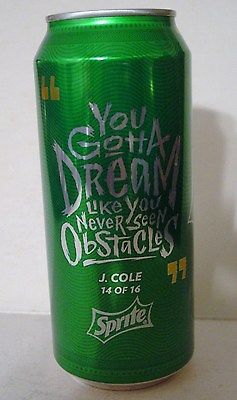 “
You
Gotta
Dream
Like You
Never Seen
Obstacles
”
J. COLE
14 OF 16
Sprite